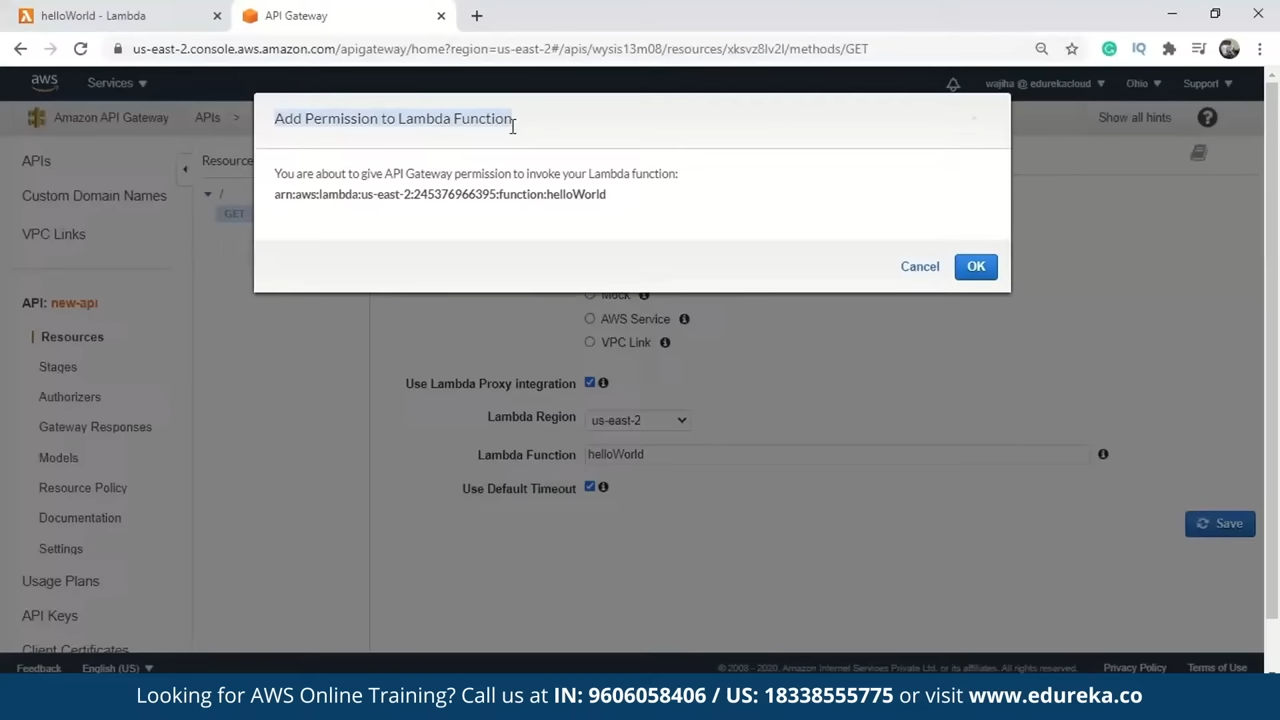 helloWorld - Lambda
API Gateway
us-east-2.console.aws.amazon.com/apigateway/home?region=us-east-2#/apis/wysis13m08/resources/xksvz8lv2l/methods/GET
aws Services wajiha @ edurekacloud Ohio Support
Amazon API Gateway APIs > Show all hints
Add Permission to Lambda Function
You are about to give API Gateway permission to invoke your Lambda function:
arn:aws:lambda:us-east-2:245376966395:function:helloWorld
Cancel OK
APIs
Custom Domain Names
VPC Links
API: new-api
Resources
Stages
Authorizers
Gateway Responses
Models
Resource Policy
Documentation
Settings
Usage Plans
API Keys
Client Certificates
Resource
/
GET
Mock
AWS Service
VPC Link
Use Lambda Proxy integration
Lambda Region us-east-2
Lambda Function helloWorld
Use Default Timeout
Save
Feedback English (US) © 2008 - 2020, Amazon Internet Services Private Ltd. or its affiliates. All rights reserved. Privacy Policy Terms of Use
Looking for AWS Online Training? Call us at IN: 9606058406 / US: 18338555775 or visit www.edureka.co